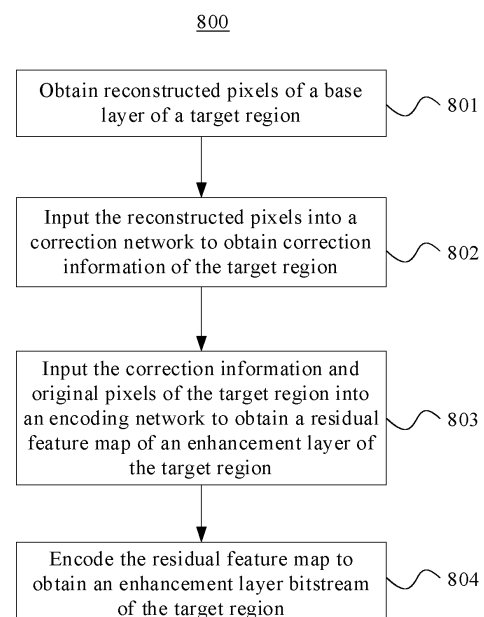 800
Obtain reconstructed pixels of a base
layer of a target region
801
Input the reconstructed pixels into a
correction network to obtain correction
information of the target region
802
Input the correction information and
original pixels of the target region into
an encoding network to obtain a residual
feature map of an enhancement layer of
the target region
803
Encode the residual feature map to
obtain an enhancement layer bitstream
of the target region
804